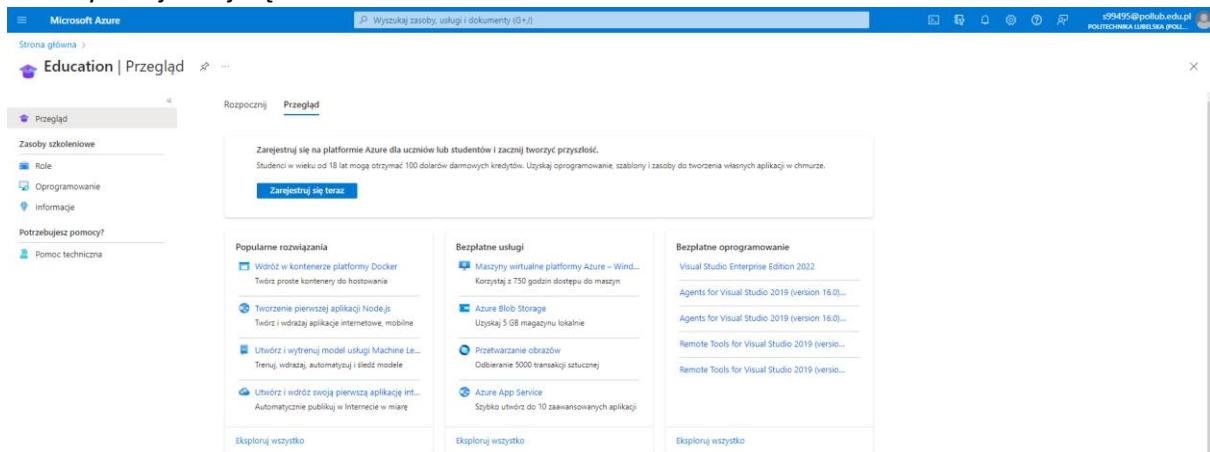 Microsoft Azure
Wyszukaj zasoby, usługi i dokumenty (G+/)
s99495@pollub.edu.pl
POLITECHNIKA LUBELSKA (POLL...
Strona główna >
Education | Przegląd
Przegląd
Zasoby szkoleniowe
Role
Oprogramowanie
Informacje
Potrzebujesz pomocy?
Pomoc techniczna
Rozpocznij Przegląd
Zarejestruj się na platformie Azure dla uczniów lub studentów i zacznij tworzyć przyszłość.
Studenci w wieku od 18 lat mogą otrzymać 100 dolarów darmowych kredytów. Uzyskaj oprogramowanie, szablony i zasoby do tworzenia własnych aplikacji w chmurze.
Zarejestruj się teraz
Popularne rozwiązania
Wdróż w kontenerze platformy Docker
Twórz proste kontenery do hostowania
Tworzenie pierwszej aplikacji Node.js
Twórz i wdrażaj aplikacje internetowe, mobilne
Utwórz i wytrenuj model usługi Machine Le...
Trenuj, wdrażaj, automatyzuj i śledź modele
Utwórz i wdróż swoją pierwszą aplikację int...
Automatycznie publikuj w Internecie w miarę
Eksploruj wszystko
Bezpłatne usługi
Maszyny wirtualne platformy Azure – Wind...
Korzystaj z 750 godzin dostępu do maszyn
Azure Blob Storage
Uzyskaj 5 GB magazynu lokalnie
Przetwarzanie obrazów
Odbieranie 5000 transakcji sztucznej
Azure App Service
Szybko utwórz do 10 zaawansowanych aplikacji
Eksploruj wszystko
Bezpłatne oprogramowanie
Visual Studio Enterprise Edition 2022
Agents for Visual Studio 2019 (version 16.0)...
Agents for Visual Studio 2019 (version 16.0)...
Remote Tools for Visual Studio 2019 (versio...
Remote Tools for Visual Studio 2019 (versio...
Eksploruj wszystko